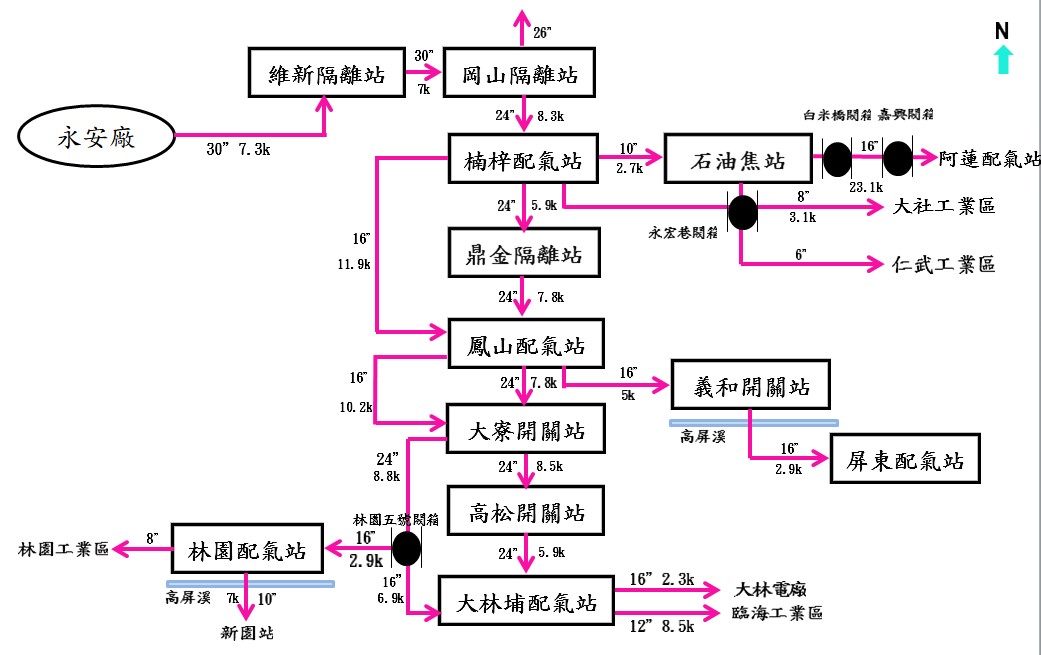 26”
N
30”
維新隔離站
7k
岡山隔離站
24”
8.3k
永安廠
30” 7.3k
白米橋閥箱
嘉興閥箱
楠梓配氣站
10”
2.7k
石油焦站
16”
23.1k
阿蓮配氣站
24”
5.9k
8”
3.1k
大社工業區
永宏巷閥箱
16”
11.9k
鼎金隔離站
6”
仁武工業區
24”
7.8k
鳳山配氣站
16”
10.2k
24”
7.8k
16”
5k
義和開關站
高屏溪
大寮開關站
16”
2.9k
屏東配氣站
24”
8.8k
24”
8.5k
高松開關站
林園五號閥箱
林園工業區
8”
林園配氣站
16”
2.9k
24”
5.9k
高屏溪
7k
10”
新園站
16”
6.9k
大林埔配氣站
16” 2.3k
大林電廠
臨海工業區
12” 8.5k